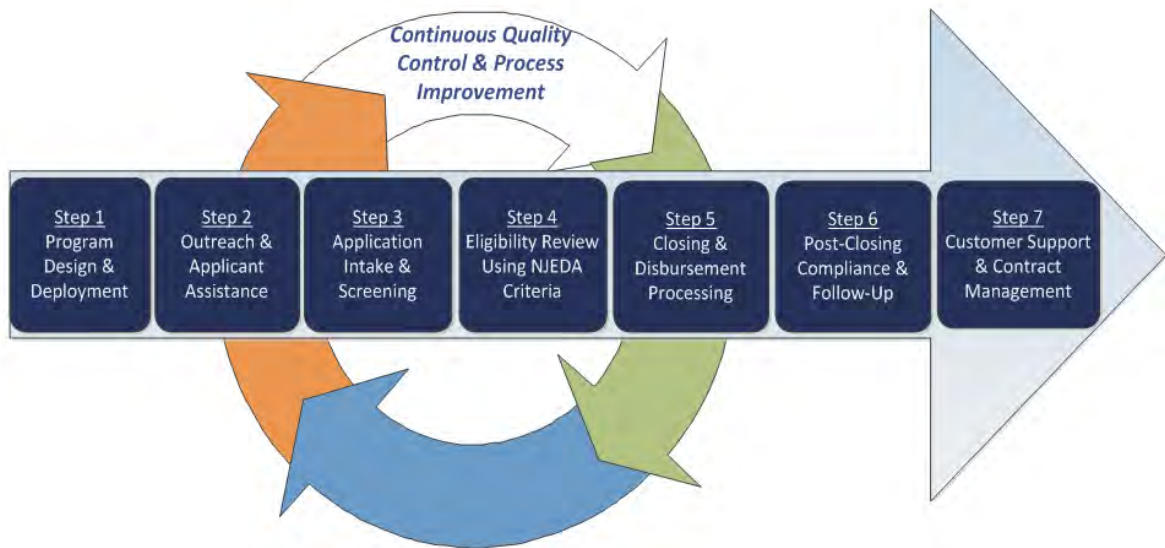 Continuous Quality
Control & Process
Improvement
Step 1
Program
Design &
Deployment
Step 2
Outreach &
Applicant
Assistance
Step 3
Application
Intake &
Screening
Step 4
Eligibility Review
Using NJEDA
Criteria
Step 5
Closing &
Disbursement
Processing
Step 6
Post-Closing
Compliance &
Follow-Up
Step 7
Customer Support
& Contract
Management